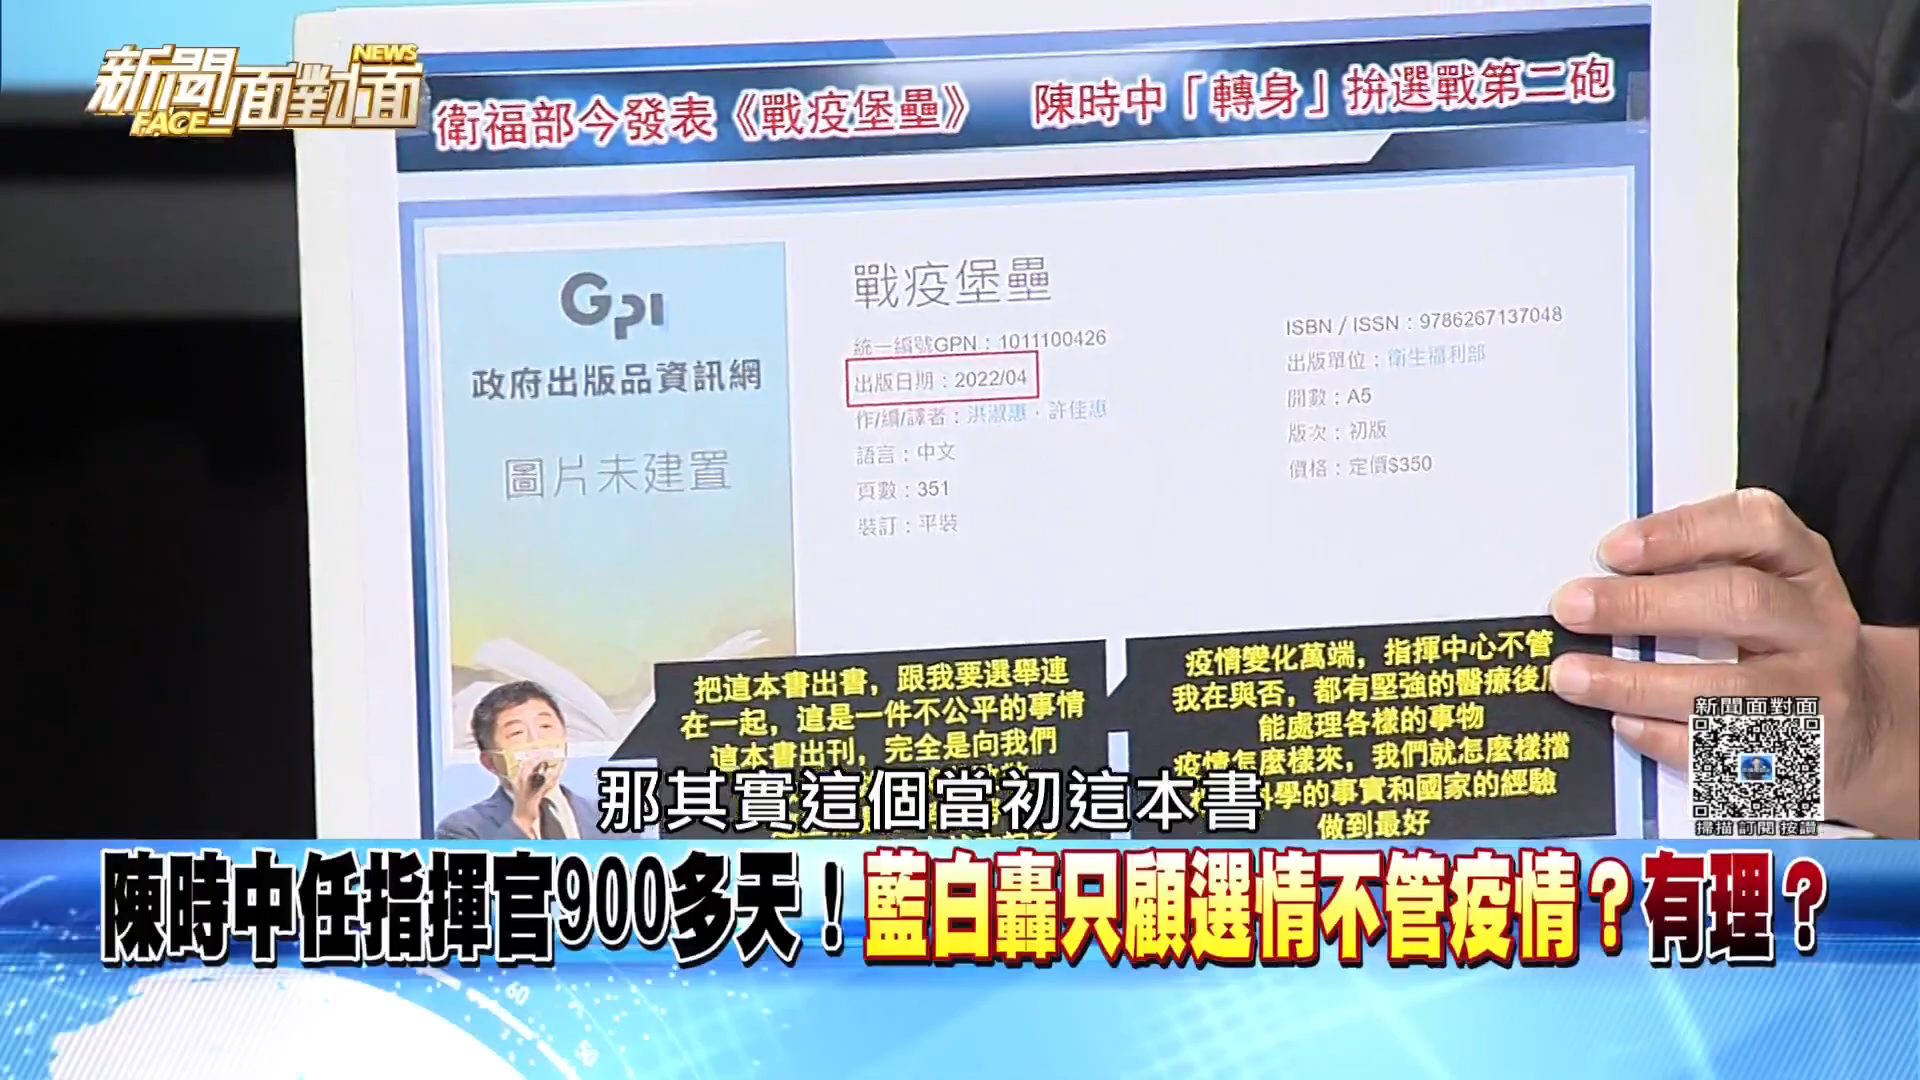 新聞面對面
NEWS
FACE
衛福部今發表《戰疫堡壘》 陳時中「轉身」拚選戰第二砲
GPI
政府出版品資訊網
圖片未建置
戰疫堡壘
統一編號GPN：1011100426
出版日期：2022/04
作/編/譯者：洪淑惠、許佳惠
語言：中文
頁數：351
裝訂：平裝
ISBN / ISSN：9786267137048
出版單位：衛生福利部
開數：A5
版次：初版
價格：定價$350
把這本書出書，跟我要選舉連
在一起，這是一件不公平的事情
這本書出刊，完全是向我們
疫情變化萬端，指揮中心不管
我在與否，都有堅強的醫療後
能處理各樣的事物
疫情怎麼樣來，我們就怎麼樣擋
科學的事實和國家的經驗
做到最好
新聞面對面
掃描 訂閱 按讚
那其實這個當初這本書
陳時中任指揮官900多天！藍白轟只顧選情不管疫情？有理？
60
50